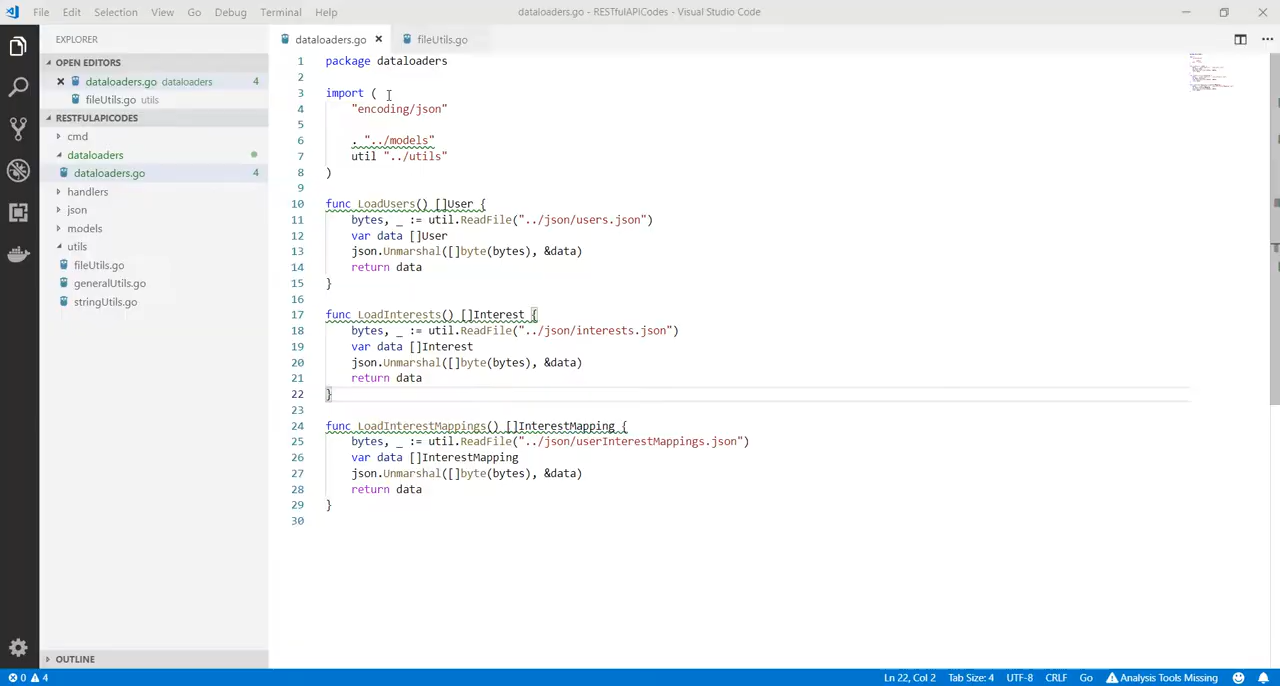 File Edit Selection View Go Debug Terminal Help
dataloaders.go - RESTfulAPICodes - Visual Studio Code
EXPLORER
OPEN EDITORS
dataloaders.go dataloaders 4
fileUtils.go utils
RESTFULAPICODES
cmd
dataloaders
dataloaders.go 4
handlers
json
models
utils
fileUtils.go
generalUtils.go
stringUtils.go
OUTLINE
dataloaders.go fileUtils.go
1 package dataloaders
2
3 import (
4 "encoding/json"
5
6 . "../models"
7 util "../utils"
8 )
9
10 func LoadUsers() []User {
11 bytes, _ := util.ReadFile("../json/users.json")
12 var data []User
13 json.Unmarshal([]byte(bytes), &data)
14 return data
15 }
16
17 func LoadInterests() []Interest {
18 bytes, _ := util.ReadFile("../json/interests.json")
19 var data []Interest
20 json.Unmarshal([]byte(bytes), &data)
21 return data
22 }
23
24 func LoadInterestMappings() []InterestMapping {
25 bytes, _ := util.ReadFile("../json/userInterestMappings.json")
26 var data []InterestMapping
27 json.Unmarshal([]byte(bytes), &data)
28 return data
29 }
30
0 4
Ln 22, Col 2 Tab Size: 4 UTF-8 CRLF Go Analysis Tools Missing